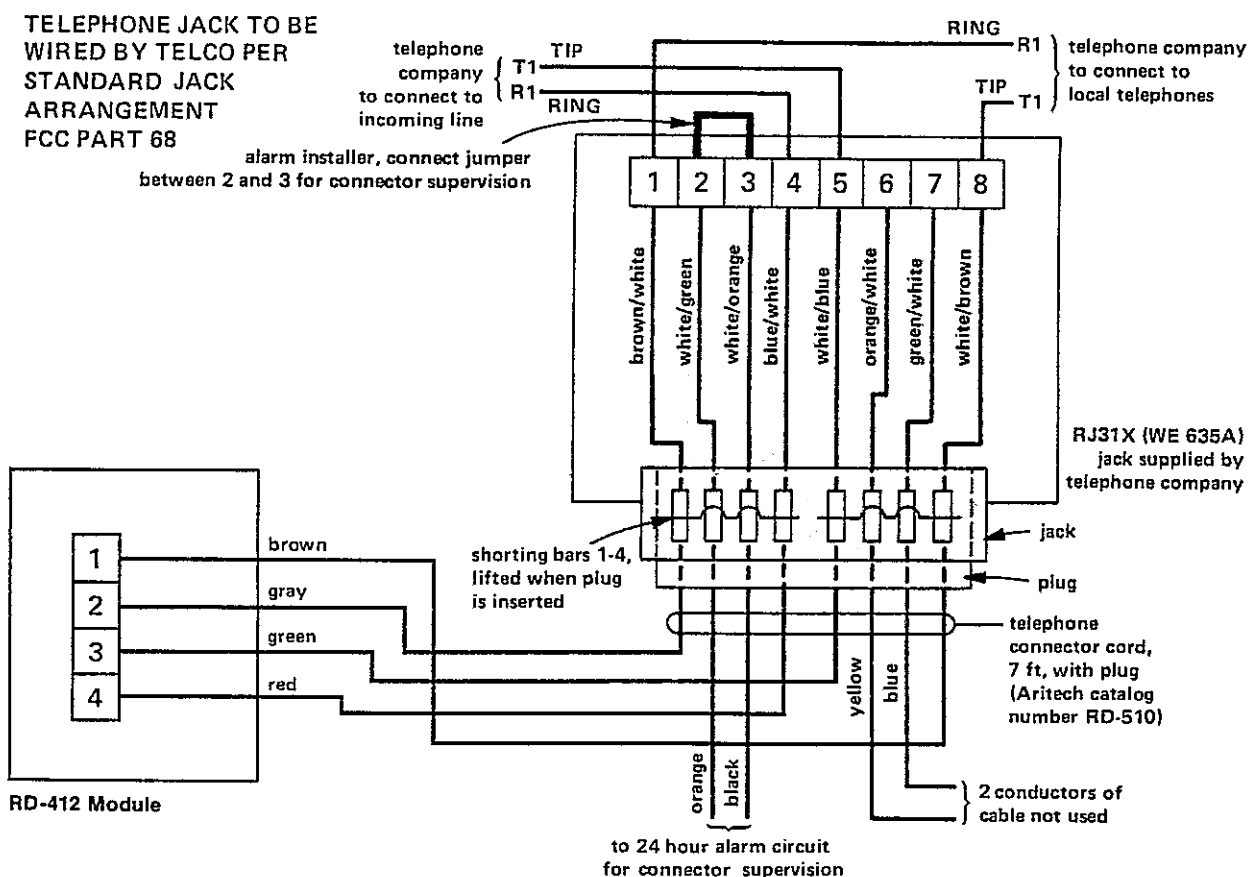 TELEPHONE JACK TO BE
WIRED BY TELCO PER
STANDARD JACK
ARRANGEMENT
FCC PART 68
telephone
company
to connect to
incoming line
T1
TIP
R1
RING
RING
R1
TIP
T1
telephone company
to connect to
local telephones
alarm installer, connect jumper
between 2 and 3 for connector supervision
1 2 3 4 5 6 7 8
brown/white
white/green
white/orange
blue/white
white/blue
orange/white
green/white
white/brown
RJ31X (WE 635A)
jack supplied by
telephone company
jack
plug
shorting bars 1-4,
lifted when plug
is inserted
telephone
connector cord,
7 ft, with plug
(Aritech catalog
number RD-510)
1
brown
2
gray
3
green
4
red
RD-412 Module
orange
black
yellow
blue
2 conductors of
cable not used
to 24 hour alarm circuit
for connector supervision